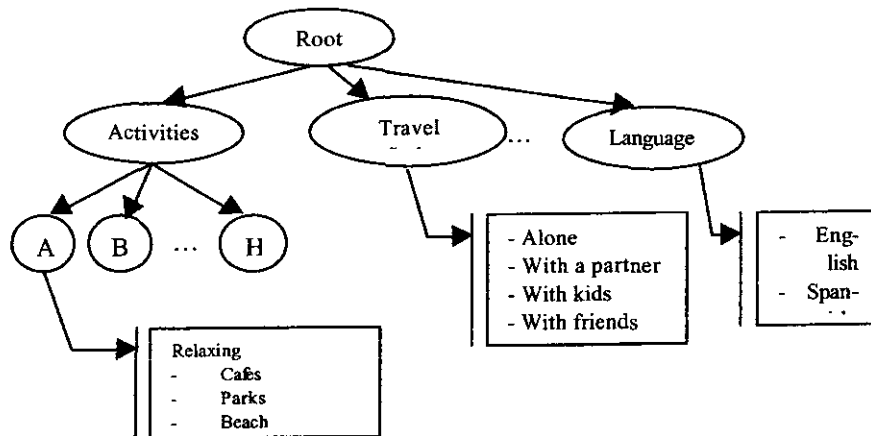 Root
Activities
Travel
...
Language
A
B
...
H
- Alone
- With a partner
- With kids
- With friends
- Eng-
lish
- Span-
Relaxing
- Cafes
- Parks
- Beach